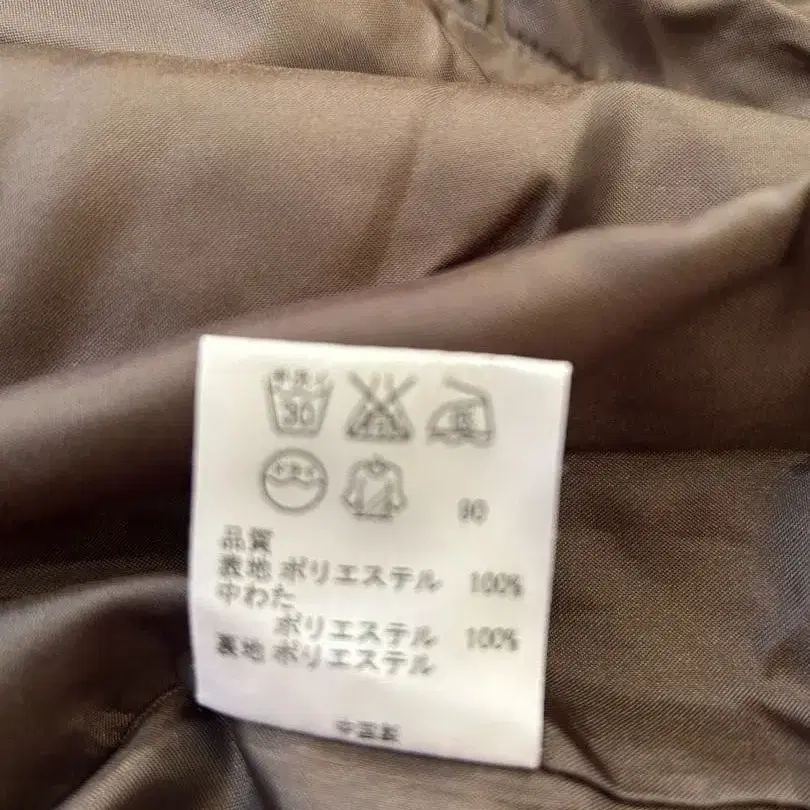 30
90
品質
表地 ポリエステル 100%
中わた
ポリエステル 100%
裏地 ポリエステル
中国製